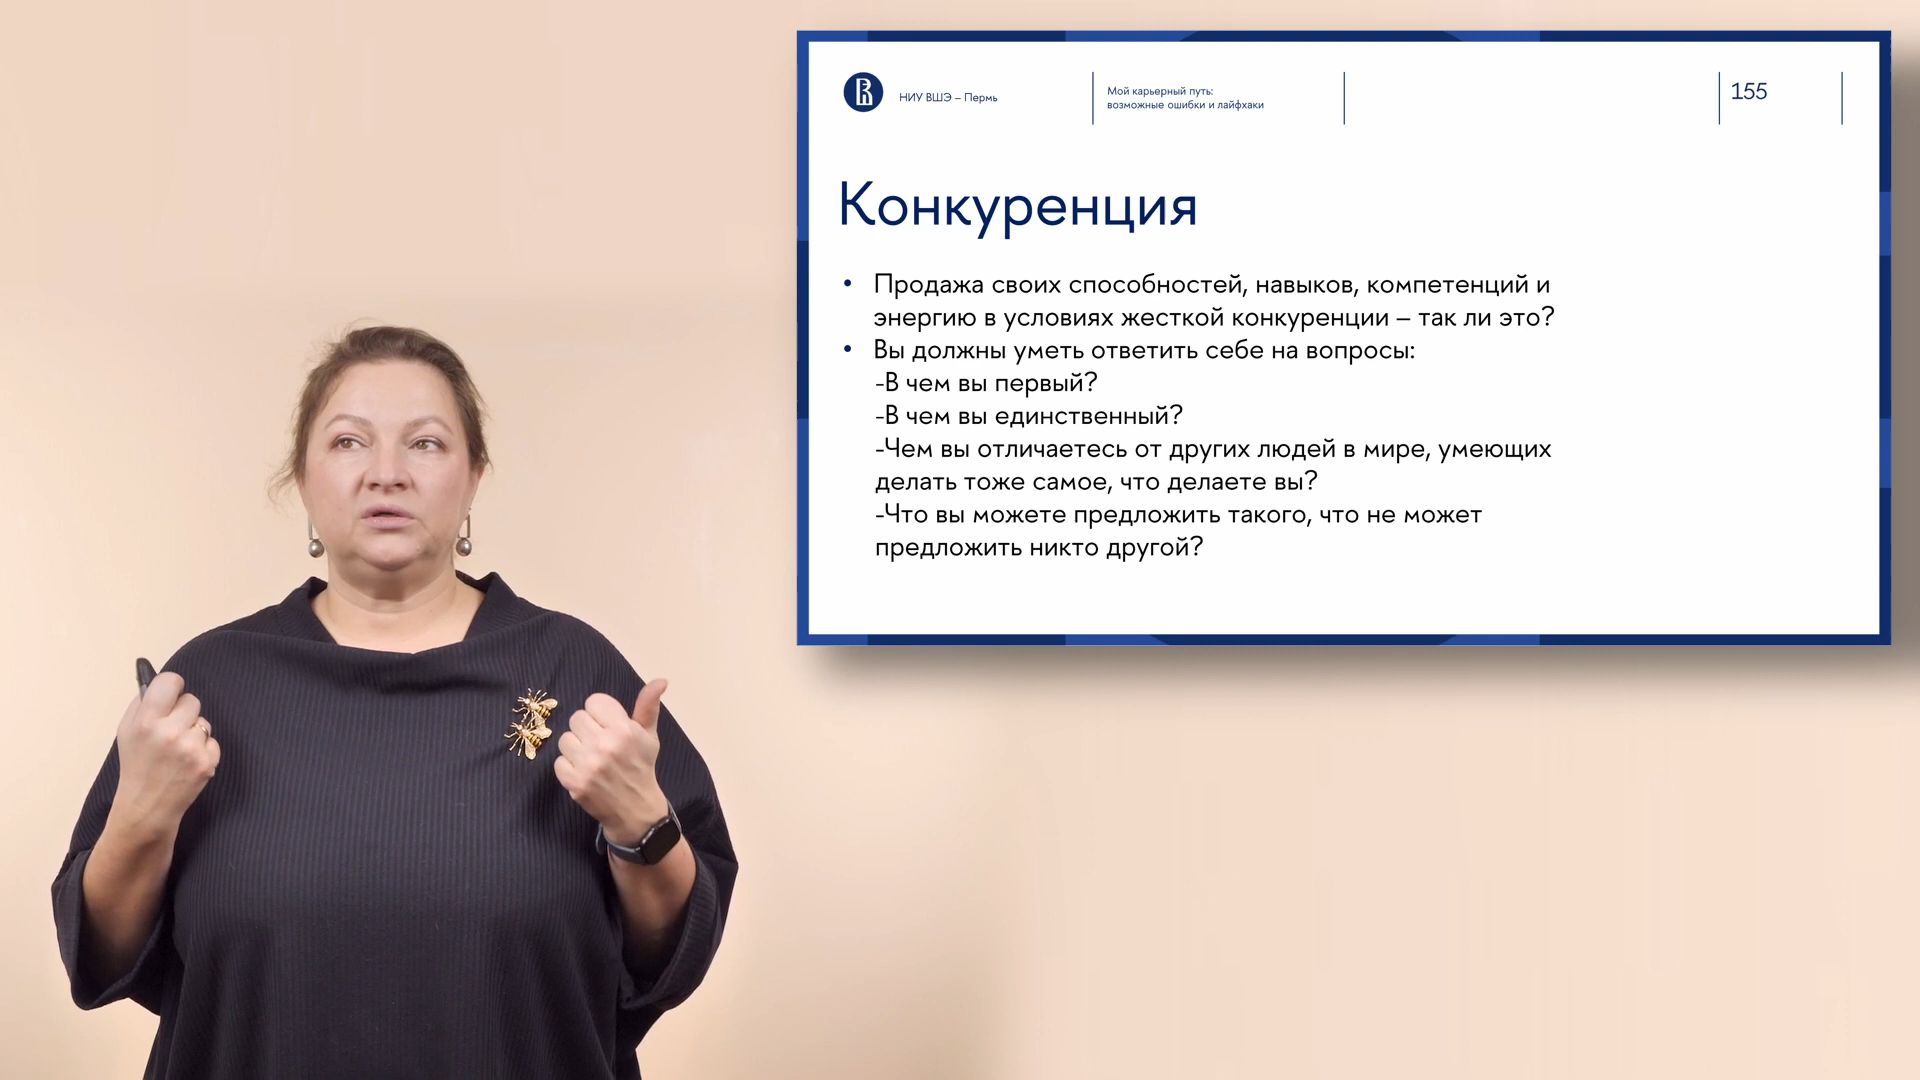 НИУ ВШЭ – Пермь
Мой карьерный путь:
возможные ошибки и лайфхаки
155
Конкуренция
• Продажа своих способностей, навыков, компетенций и
энергию в условиях жесткой конкуренции – так ли это?
• Вы должны уметь ответить себе на вопросы:
-В чем вы первый?
-В чем вы единственный?
-Чем вы отличаетесь от других людей в мире, умеющих
делать тоже самое, что делаете вы?
-Что вы можете предложить такого, что не может
предложить никто другой?